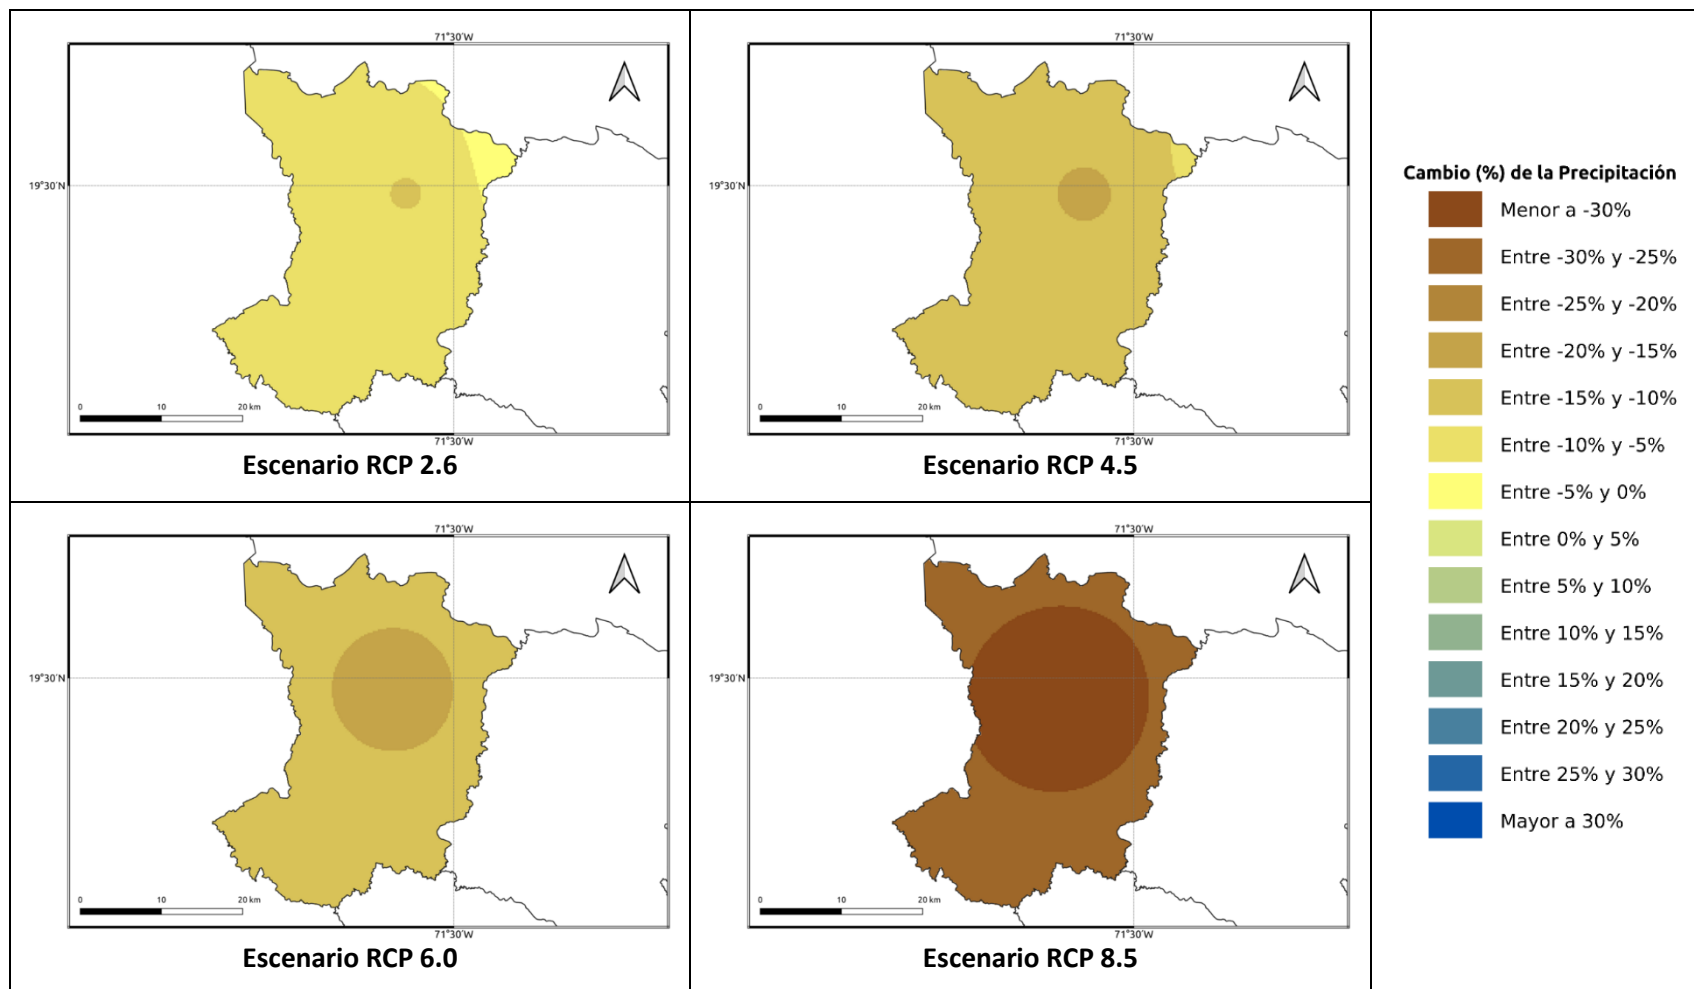 71°30'W
19°30'N
0 10 20 km
71°30'W
Escenario RCP 2.6
71°30'W
19°30'N
0 10 20 km
71°30'W
Escenario RCP 4.5
71°30'W
19°30'N
0 10 20 km
71°30'W
Escenario RCP 6.0
71°30'W
19°30'N
0 10 20 km
71°30'W
Escenario RCP 8.5
Cambio (%) de la Precipitación
Menor a -30%
Entre -30% y -25%
Entre -25% y -20%
Entre -20% y -15%
Entre -15% y -10%
Entre -10% y -5%
Entre -5% y 0%
Entre 0% y 5%
Entre 5% y 10%
Entre 10% y 15%
Entre 15% y 20%
Entre 20% y 25%
Entre 25% y 30%
Mayor a 30%